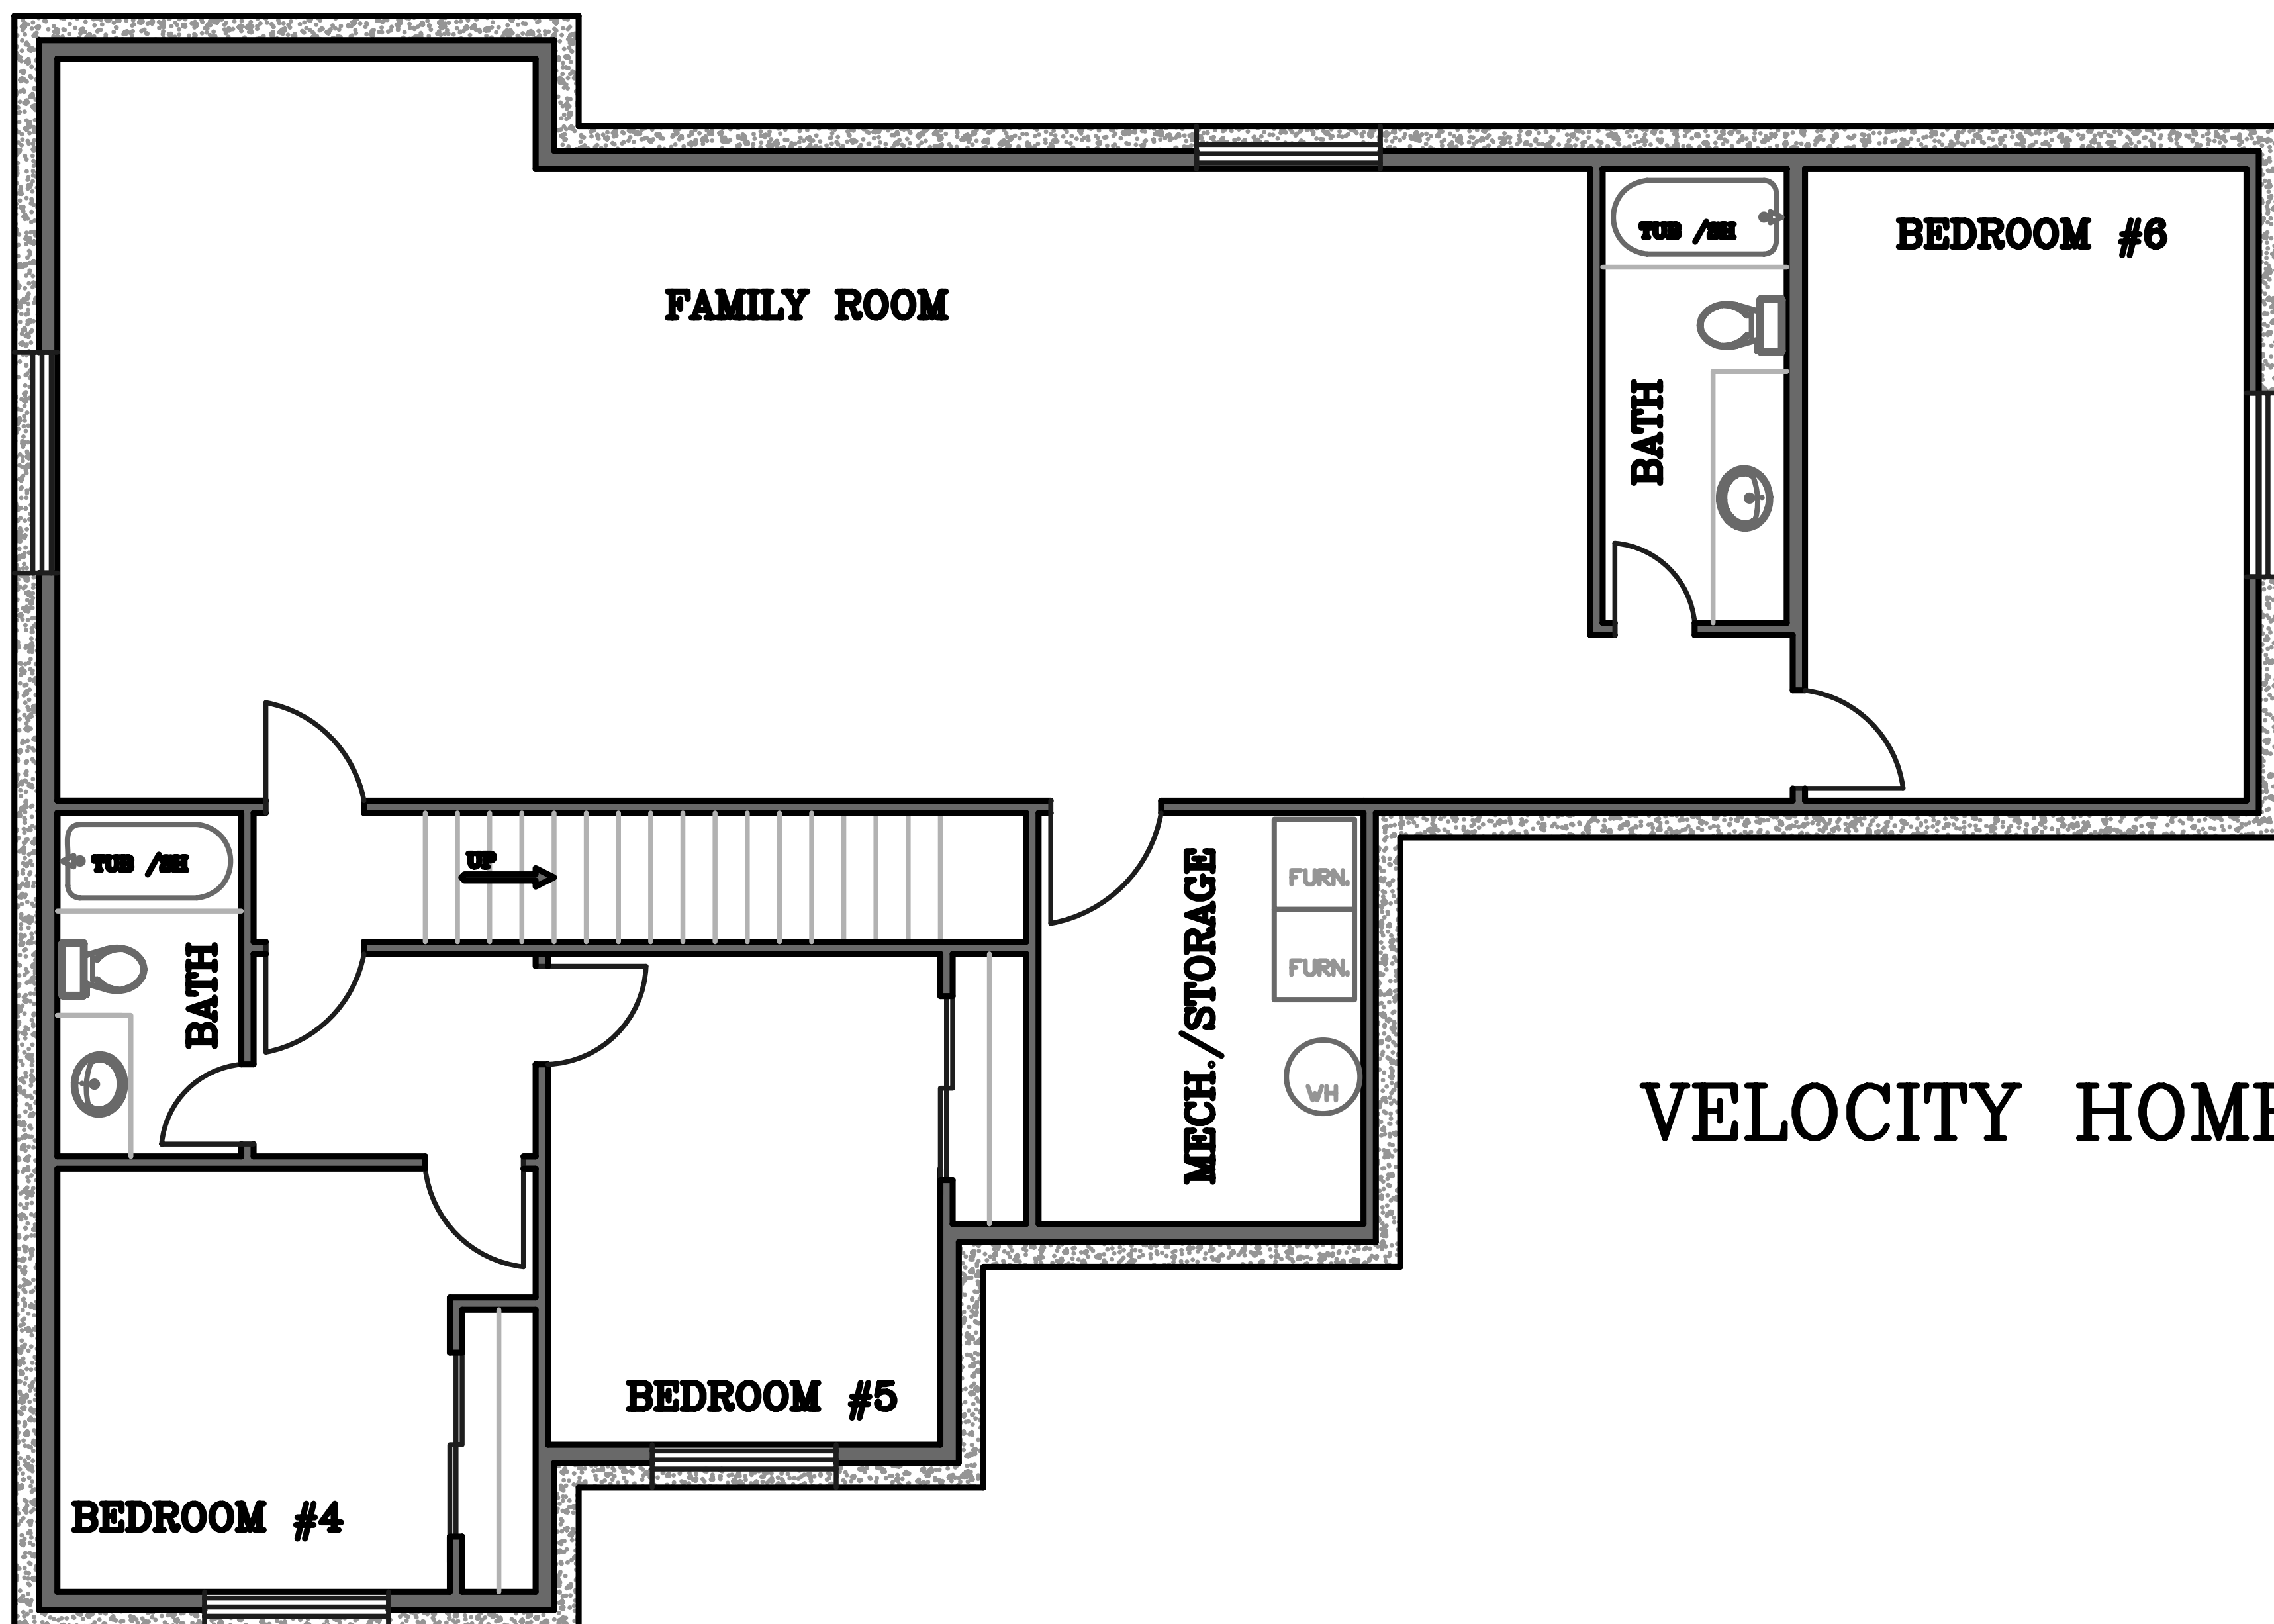 TUB /SH
BEDROOM #6
FAMILY ROOM
BATH
UP
TUB /SH
FURN.
BATH
FURN.
MECH./STORAGE
WH
VELOCITY HOME
BEDROOM #5
BEDROOM #4